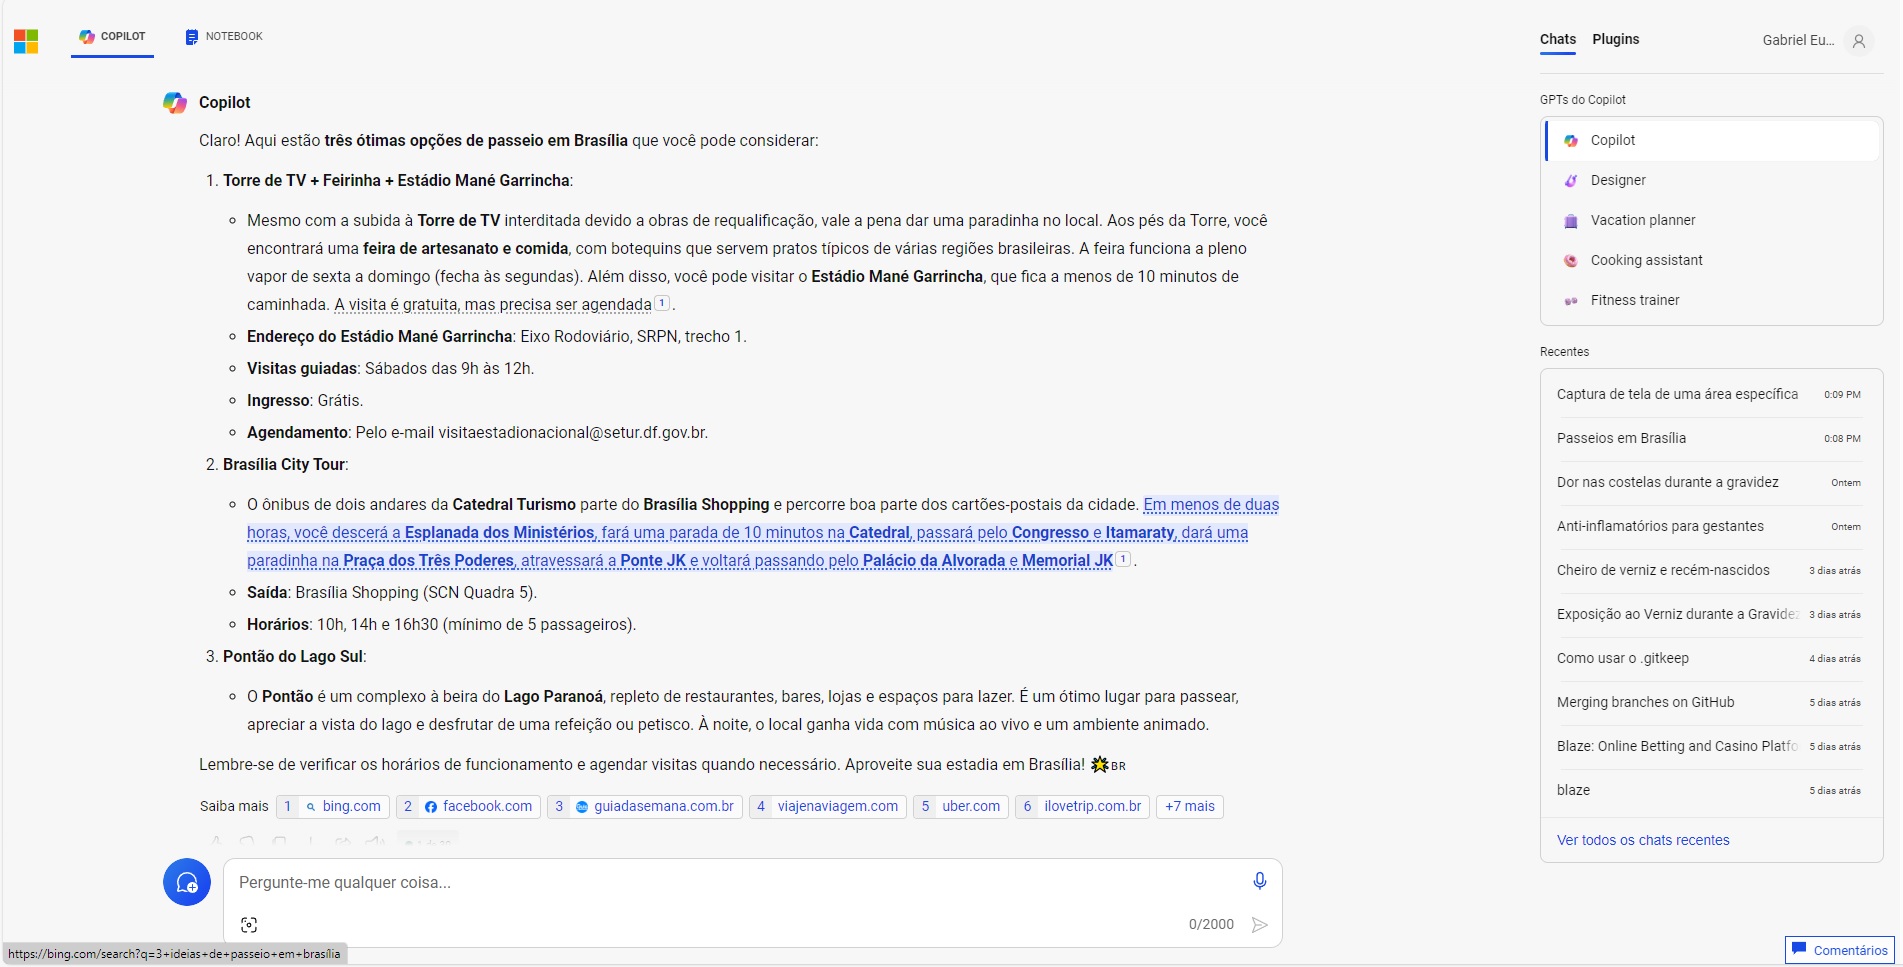 COPILOT
NOTEBOOK
Copilot
Claro! Aqui estão três ótimas opções de passeio em Brasília que você pode considerar:
1. Torre de TV + Feirinha + Estádio Mané Garrincha:
Mesmo com a subida à Torre de TV interditada devido a obras de requalificação, vale a pena dar uma paradinha no local. Aos pés da Torre, você
encontrará uma feira de artesanato e comida, com botequins que servem pratos típicos de várias regiões brasileiras. A feira funciona a pleno
vapor de sexta a domingo (fecha às segundas). Além disso, você pode visitar o Estádio Mané Garrincha, que fica a menos de 10 minutos de
caminhada. A visita é gratuita, mas precisa ser agendada 1 .
Endereço do Estádio Mané Garrincha: Eixo Rodoviário, SRPN, trecho 1.
Visitas guiadas: Sábados das 9h às 12h.
Ingresso: Grátis.
Agendamento: Pelo e-mail visitaestadionacional@setur.df.gov.br.
2. Brasília City Tour:
O ônibus de dois andares da Catedral Turismo parte do Brasília Shopping e percorre boa parte dos cartões-postais da cidade. Em menos de duas
horas, você descerá a Esplanada dos Ministérios, fará uma parada de 10 minutos na Catedral, passará pelo Congresso e Itamaraty, dará uma
paradinha na Praça dos Três Poderes, atravessará a Ponte JK e voltará passando pelo Palácio da Alvorada e Memorial JK 1 .
Saída: Brasília Shopping (SCN Quadra 5).
Horários: 10h, 14h e 16h30 (mínimo de 5 passageiros).
3. Pontão do Lago Sul:
O Pontão é um complexo à beira do Lago Paranoá, repleto de restaurantes, bares, lojas e espaços para lazer. É um ótimo lugar para passear,
apreciar a vista do lago e desfrutar de uma refeição ou petisco. À noite, o local ganha vida com música ao vivo e um ambiente animado.
Lembre-se de verificar os horários de funcionamento e agendar visitas quando necessário. Aproveite sua estadia em Brasília! 🌟BR
Saiba mais 1 bing.com 2 facebook.com 3 guiadasemana.com.br 4 viajenaviagem.com 5 uber.com 6 ilovetrip.com.br +7 mais
Pergunte-me qualquer coisa...
0/2000
https://bing.com/search?q=3+ideias+de+passeio+em+brasília
Chats
Plugins
Gabriel Eu...
GPTs do Copilot
Copilot
Designer
Vacation planner
Cooking assistant
Fitness trainer
Recentes
Captura de tela de uma área específica 0:09 PM
Passeios em Brasília 0:08 PM
Dor nas costelas durante a gravidez Ontem
Anti-inflamatórios para gestantes Ontem
Cheiro de verniz e recém-nascidos 3 dias atrás
Exposição ao Verniz durante a Gravidez 3 dias atrás
Como usar o .gitkeep 4 dias atrás
Merging branches on GitHub 5 dias atrás
Blaze: Online Betting and Casino Platfo 5 dias atrás
blaze 5 dias atrás
Ver todos os chats recentes
Comentários